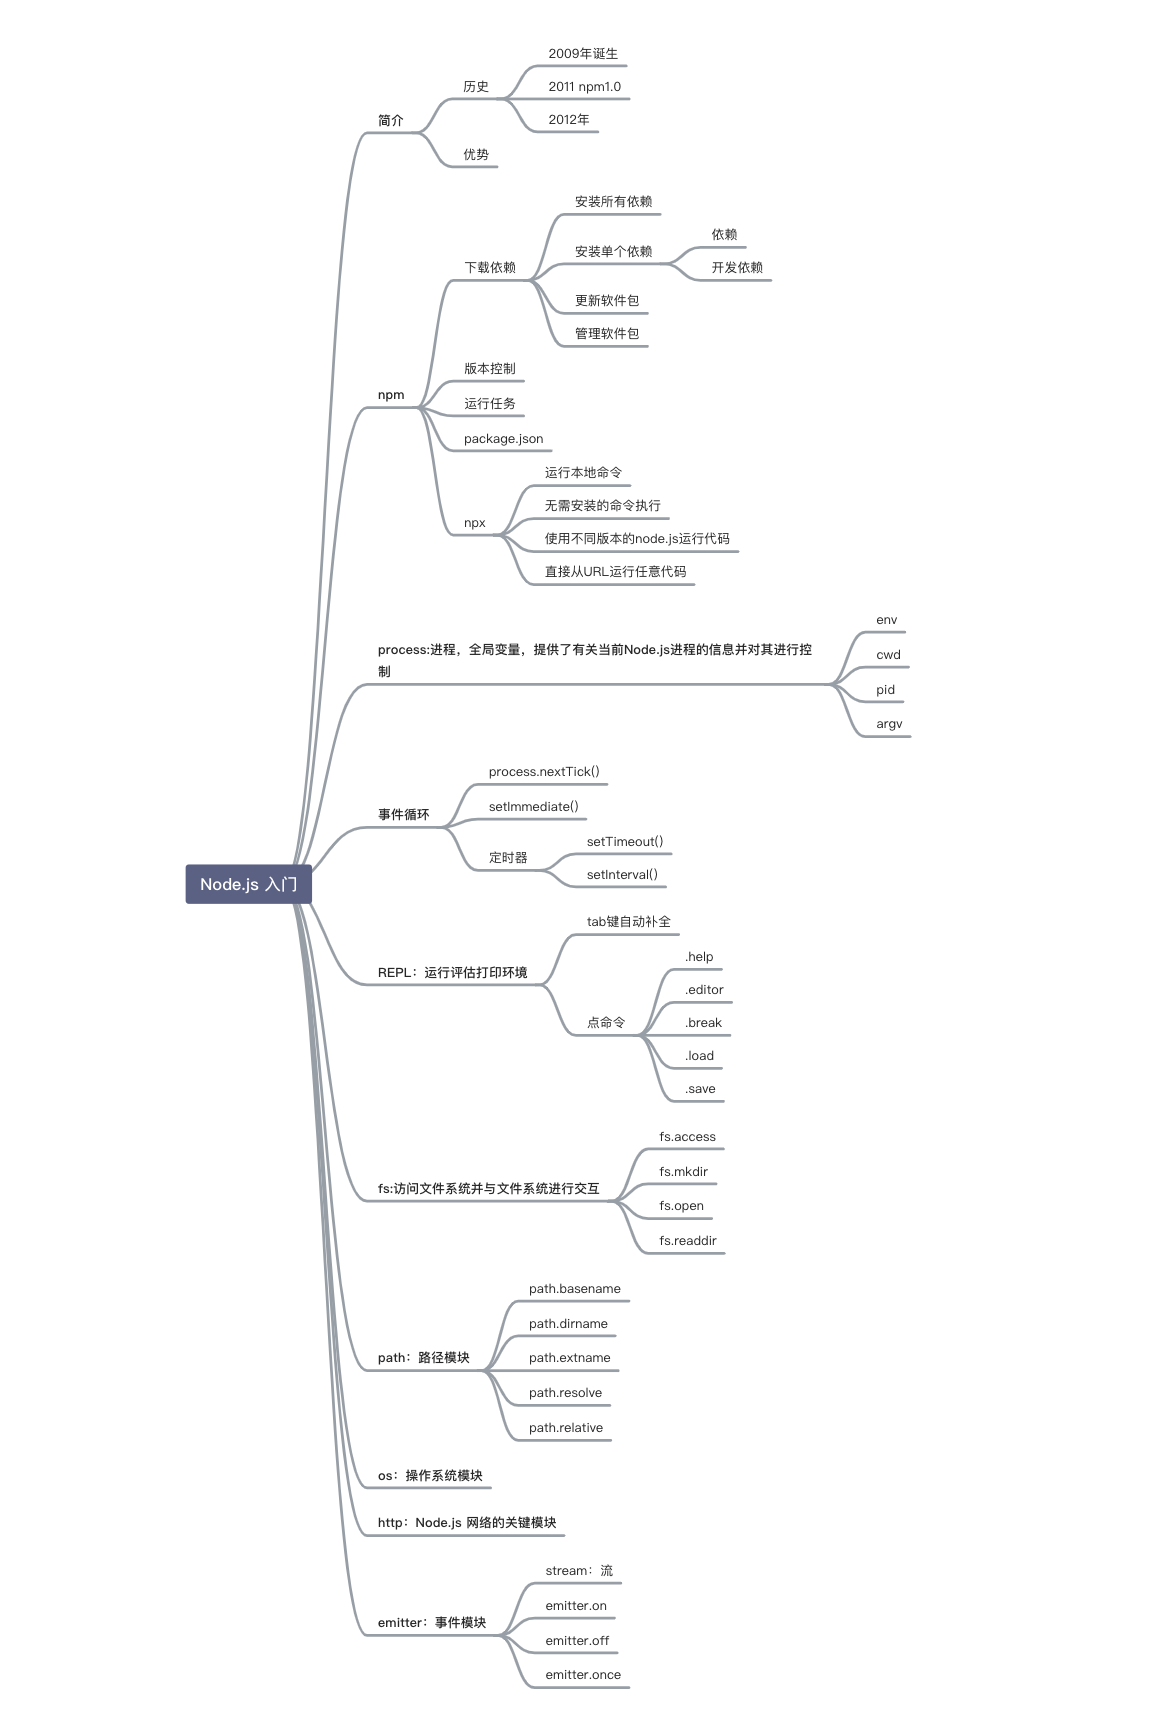 Node.js 入门
简介
历史
2009年诞生
2011 npm1.0
2012年
优势
npm
下载依赖
安装所有依赖
安装单个依赖
依赖
开发依赖
更新软件包
管理软件包
版本控制
运行任务
package.json
npx
运行本地命令
无需安装的命令执行
使用不同版本的node.js运行代码
直接从URL运行任意代码
process:进程，全局变量，提供了有关当前Node.js进程的信息并对其进行控
制
env
cwd
pid
argv
事件循环
process.nextTick()
setImmediate()
定时器
setTimeout()
setInterval()
REPL：运行评估打印环境
tab键自动补全
点命令
.help
.editor
.break
.load
.save
fs:访问文件系统并与文件系统进行交互
fs.access
fs.mkdir
fs.open
fs.readdir
path：路径模块
path.basename
path.dirname
path.extname
path.resolve
path.relative
os：操作系统模块
http：Node.js 网络的关键模块
emitter：事件模块
stream：流
emitter.on
emitter.off
emitter.once